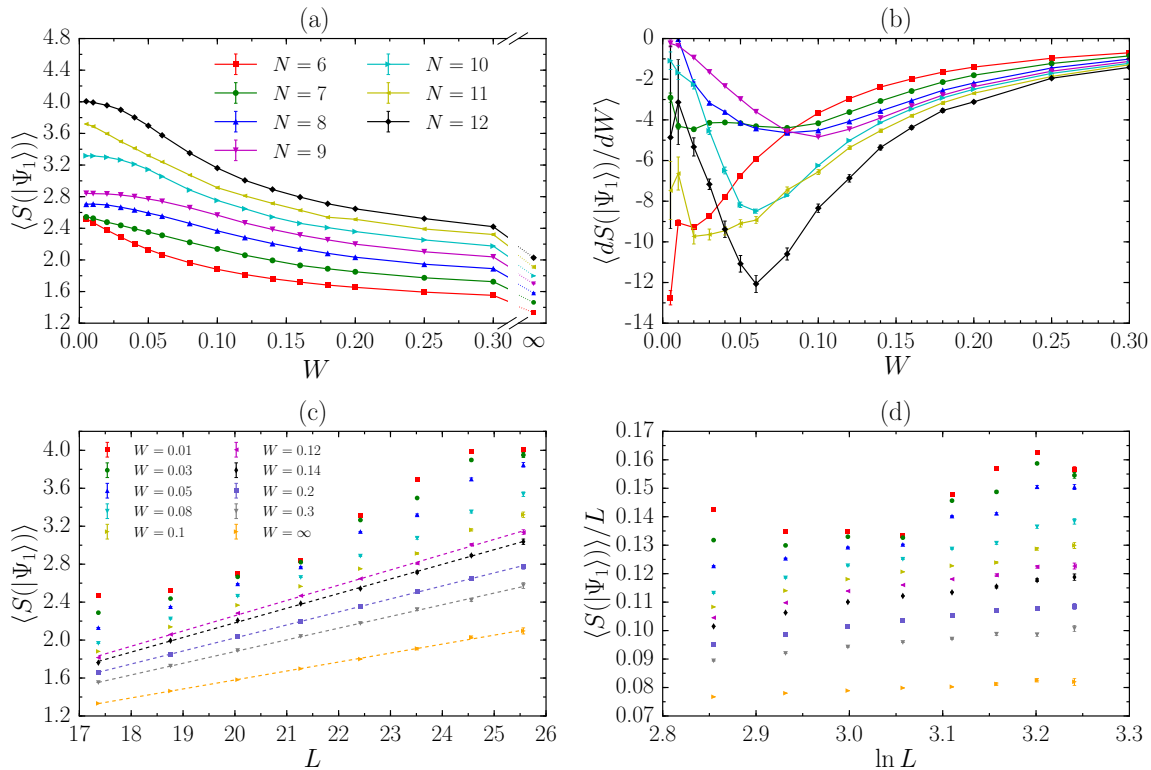 (a)
⟨S(|Ψ₁⟩)⟩
4.8
4.4
4.0
3.6
3.2
2.8
2.4
2.0
1.6
1.2
N = 6
N = 7
N = 8
N = 9
N = 10
N = 11
N = 12
0.00 0.05 0.10 0.15 0.20 0.25 0.30 ∞
W
(b)
⟨dS(|Ψ₁⟩)/dW⟩
0
-2
-4
-6
-8
-10
-12
-14
0.00 0.05 0.10 0.15 0.20 0.25 0.30
W
(c)
⟨S(|Ψ₁⟩)⟩
4.0
3.6
3.2
2.8
2.4
2.0
1.6
1.2
W = 0.01
W = 0.03
W = 0.05
W = 0.08
W = 0.1
W = 0.12
W = 0.14
W = 0.2
W = 0.3
W = ∞
17 18 19 20 21 22 23 24 25 26
L
(d)
⟨S(|Ψ₁⟩)⟩/L
0.17
0.16
0.15
0.14
0.13
0.12
0.11
0.10
0.09
0.08
0.07
2.8 2.9 3.0 3.1 3.2 3.3
ln L